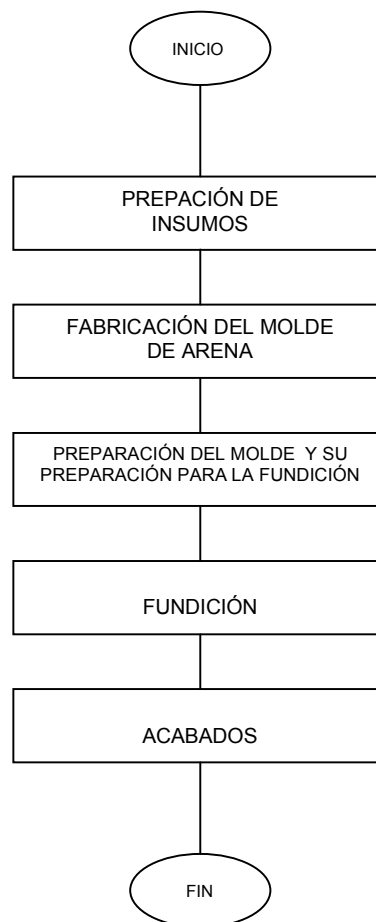 INICIO
PREPACIÓN DE
INSUMOS
FABRICACIÓN DEL MOLDE
DE ARENA
PREPARACIÓN DEL MOLDE Y SU
PREPARACIÓN PARA LA FUNDICIÓN
FUNDICIÓN
ACABADOS
FIN